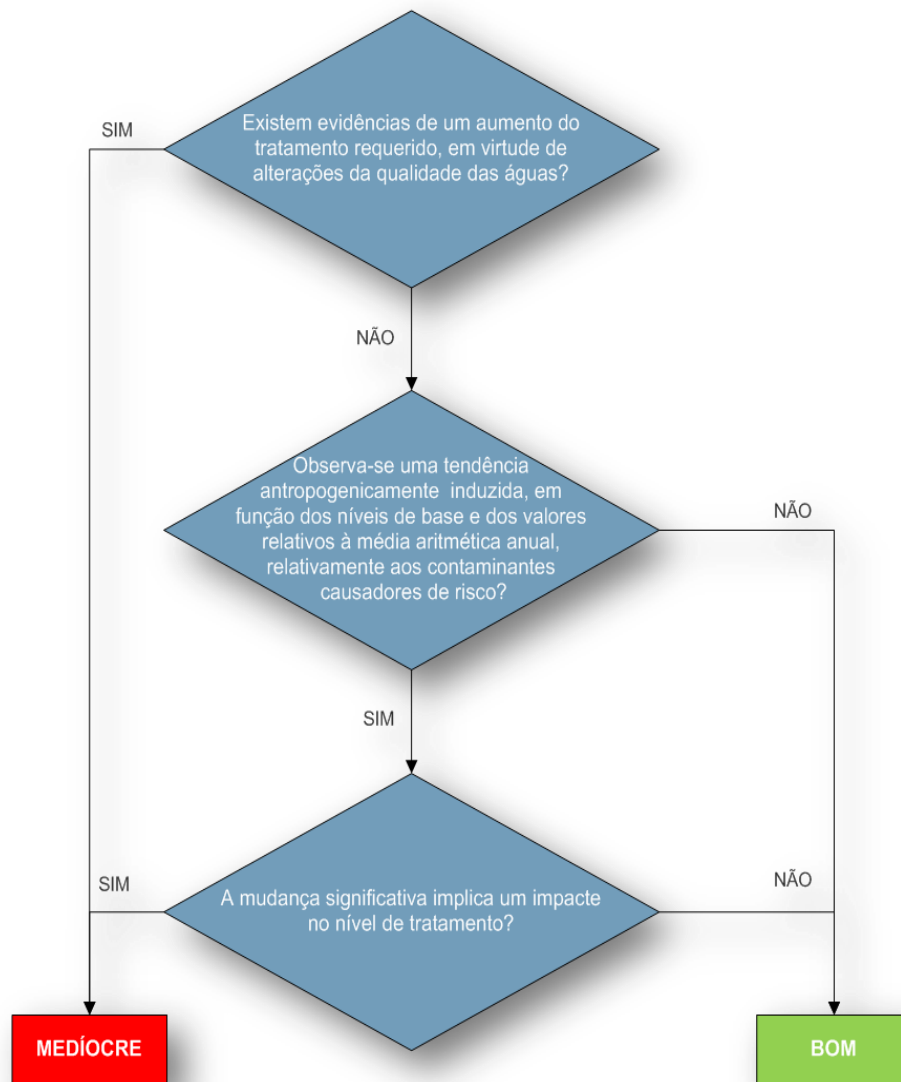 SIM
Existem evidências de um aumento do
tratamento requerido, em virtude de
alterações da qualidade das águas?
NÃO
Observa-se uma tendência
antropogenicamente induzida, em
função dos níveis de base e dos valores
relativos à média aritmética anual,
relativamente aos contaminantes
causadores de risco?
NÃO
SIM
SIM
A mudança significativa implica um impacte
no nível de tratamento?
NÃO
MEDÍOCRE
BOM